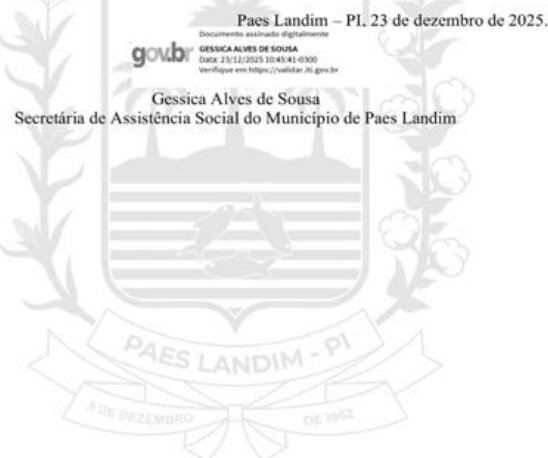 Paes Landim – PI, 23 de dezembro de 2025.
Documento assinado digitalmente
gov.br
GESSICA ALVES DE SOUSA
Data: 23/12/2025 10:45:41-0300
Verifique em https://validar.iti.gov.br
Gessica Alves de Sousa
Secretária de Assistência Social do Município de Paes Landim
PAES LANDIM - PI
9 DE DEZEMBRO DE 1962